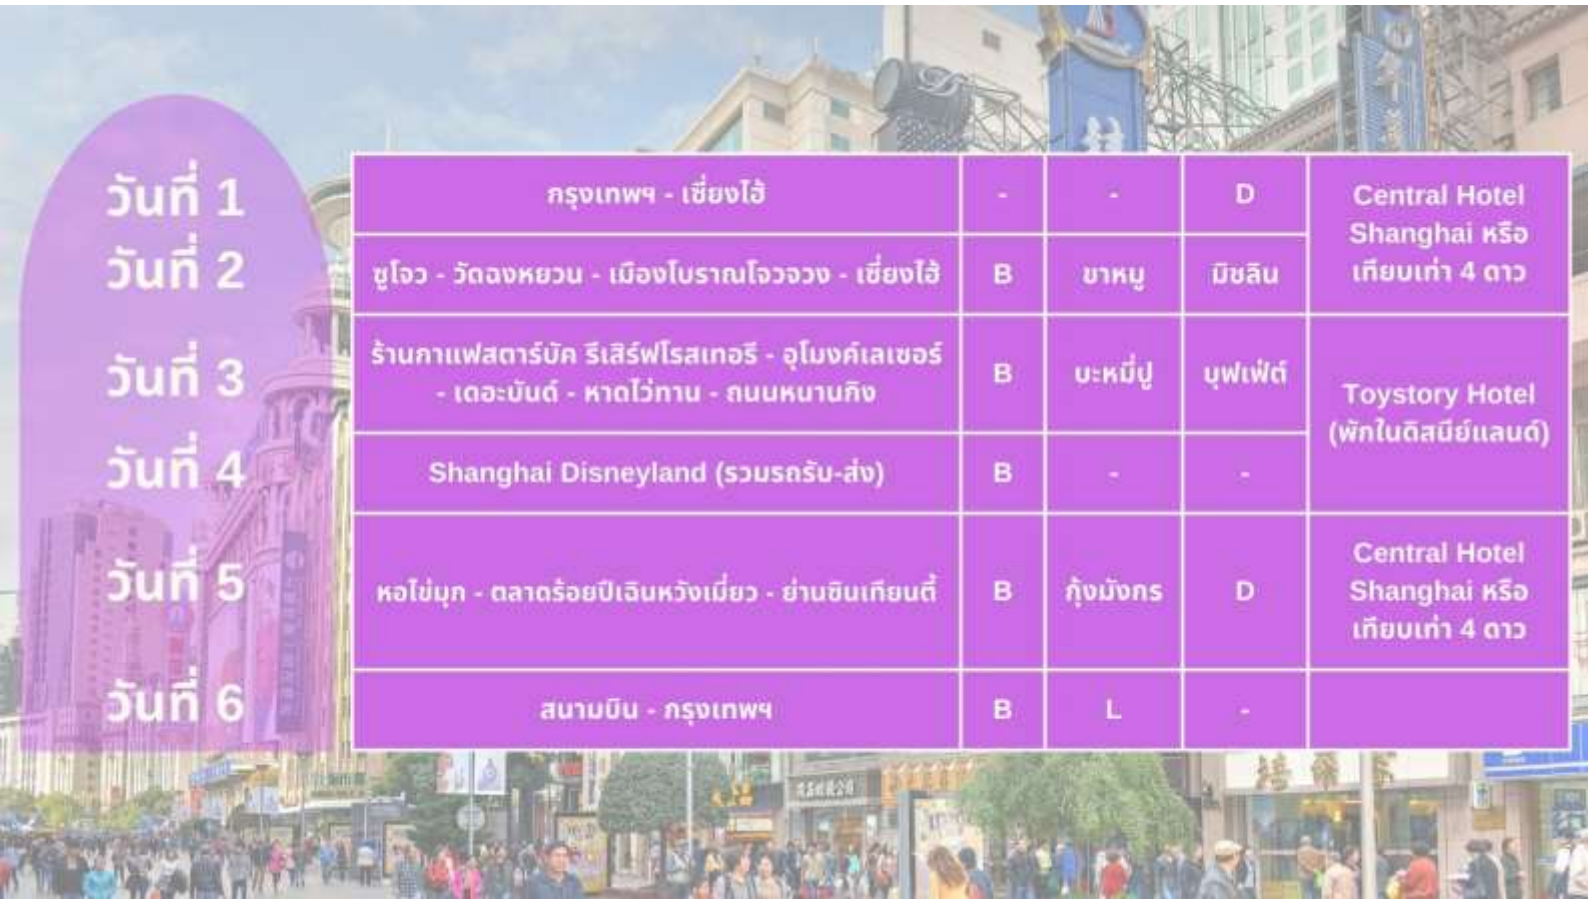 วันที่ 1
กรุงเทพฯ - เซี่ยงไฮ้
-
-
D
Central Hotel
Shanghai หรือ
เทียบเท่า 4 ดาว
วันที่ 2
ซูโจว - วัดฉงหยวน - เมืองโบราณโจวจวง - เซี่ยงไฮ้
B
ขาหมู
มิชลิน
วันที่ 3
ร้านกาแฟสตาร์บัค รีเสิร์ฟโรสเทอรี - อุโมงค์เลเซอร์
- เดอะบันด์ - หาดไว่ทาน - ถนนหนานกิง
B
บะหมี่ปู
บุฟเฟ่ต์
Toystory Hotel
(พักในดิสนีย์แลนด์)
วันที่ 4
Shanghai Disneyland (รวมรถรับ-ส่ง)
B
-
-
วันที่ 5
หอไข่มุก - ตลาดร้อยปีเฉินหวังเมี่ยว - ย่านซินเทียนตี้
B
กุ้งมังกร
D
Central Hotel
Shanghai หรือ
เทียบเท่า 4 ดาว
วันที่ 6
สนามบิน - กรุงเทพฯ
B
L
-